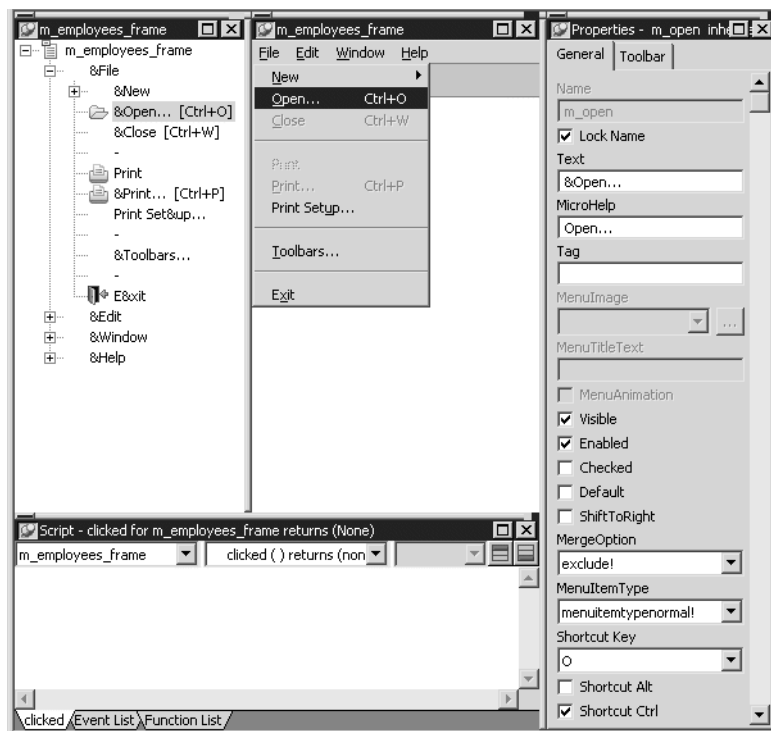 m_employees_frame
m_employees_frame
&File
&New
&Open... [Ctrl+O]
&Close [Ctrl+W]
-
Print
&Print... [Ctrl+P]
Print Set&up...
-
&Toolbars...
-
E&xit
&Edit
&Window
&Help
m_employees_frame
File Edit Window Help
New
Open... Ctrl+O
Close Ctrl+W
Print
Print... Ctrl+P
Print Setup...
Toolbars...
Exit
Properties - m_open inhe
General Toolbar
Name
m_open
Lock Name
Text
&Open...
MicroHelp
Open...
Tag
MenuImage
...
MenuTitleText
MenuAnimation
Visible
Enabled
Checked
Default
ShiftToRight
MergeOption
exclude!
MenuItemType
menuitemtypenormal!
Shortcut Key
O
Shortcut Alt
Shortcut Ctrl
Script - clicked for m_employees_frame returns (None)
m_employees_frame clicked ( ) returns (non
clicked Event List Function List